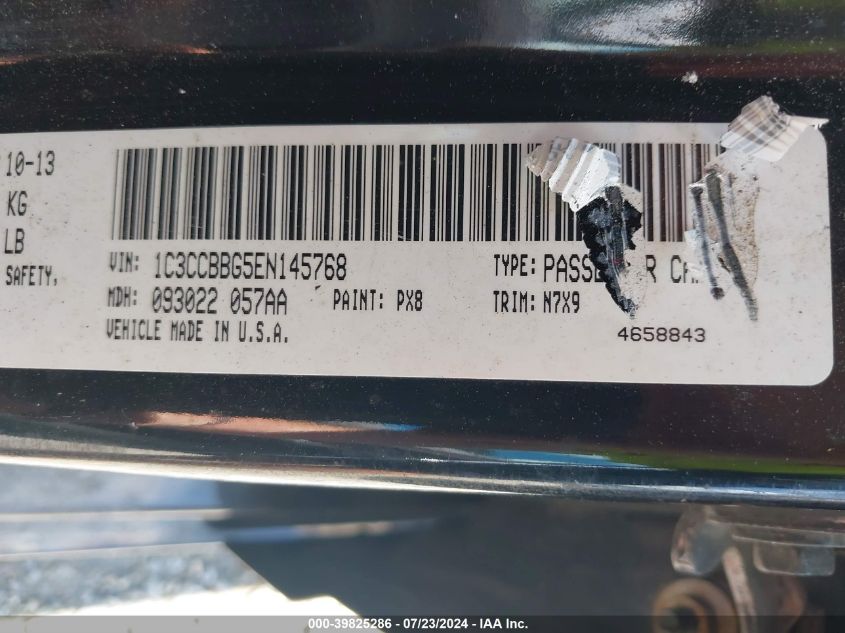 10-13
KG
LB
SAFETY,
VIN: 1C3CCBBG5EN145768 TYPE:
MDH: 093022 057AA PAINT: PX8 TRIM: N7X9
VEHICLE MADE IN U.S.A. 4658843
000-39825286 - 07/23/2024 - IAA Inc.